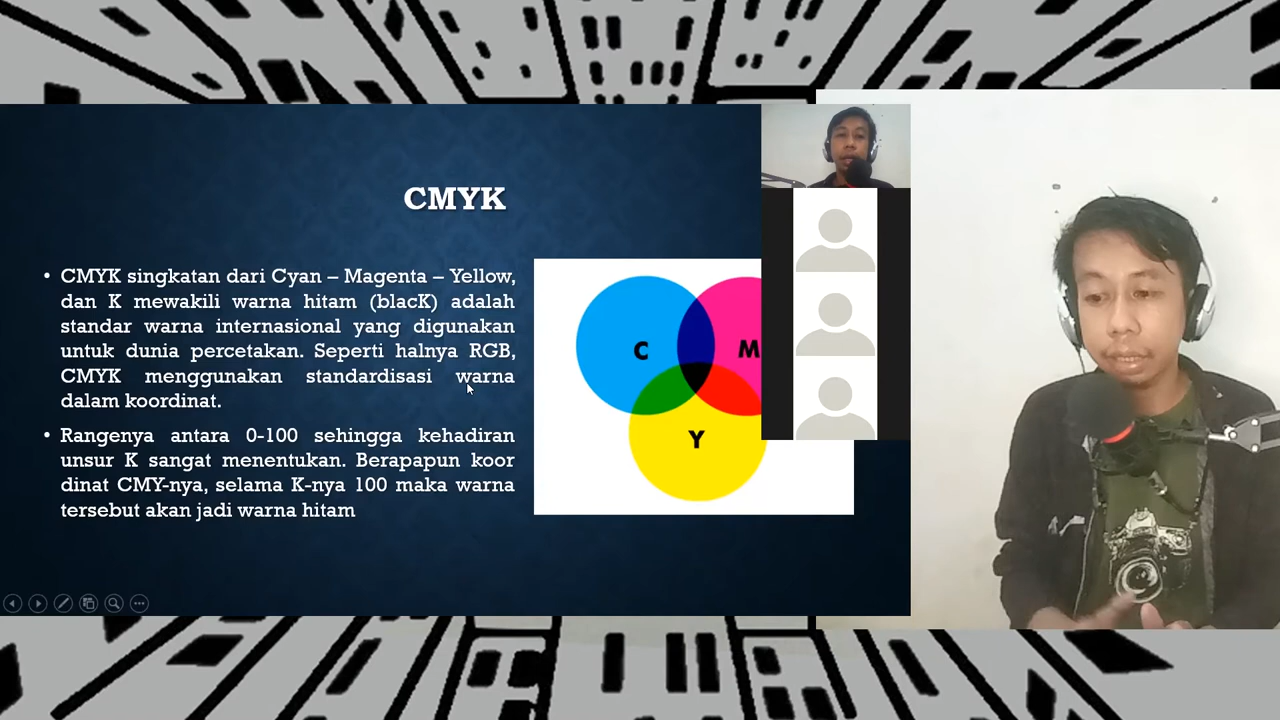 CMYK
• CMYK singkatan dari Cyan – Magenta – Yellow,
dan K mewakili warna hitam (blacK) adalah
standar warna internasional yang digunakan
untuk dunia percetakan. Seperti halnya RGB,
CMYK menggunakan standardisasi warna
dalam koordinat.
• Rangenya antara 0-100 sehingga kehadiran
unsur K sangat menentukan. Berapapun koor
dinat CMY-nya, selama K-nya 100 maka warna
tersebut akan jadi warna hitam
C
M
Y